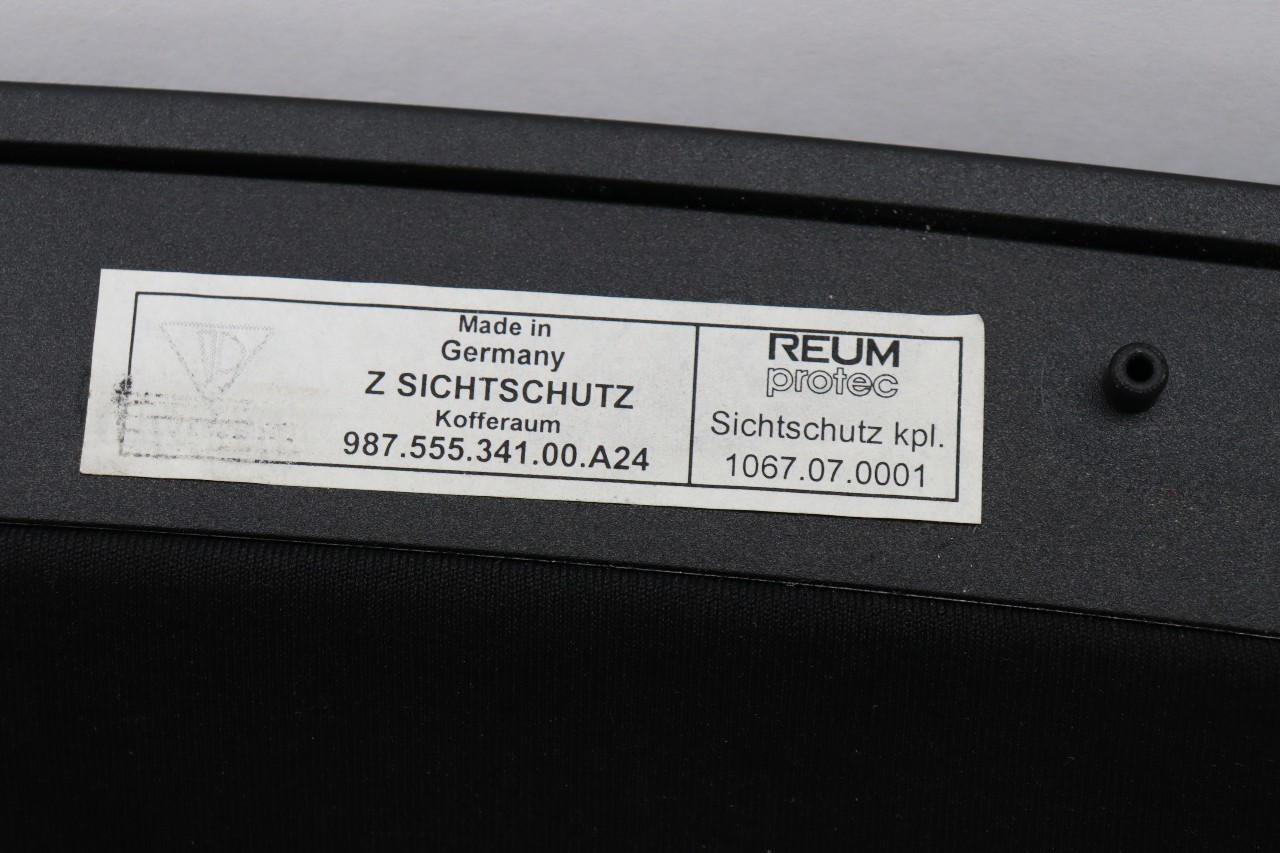 Made in
Germany
Z SICHTSCHUTZ
Kofferaum
987.555.341.00.A24
REUM
protec
Sichtschutz kpl.
1067.07.0001